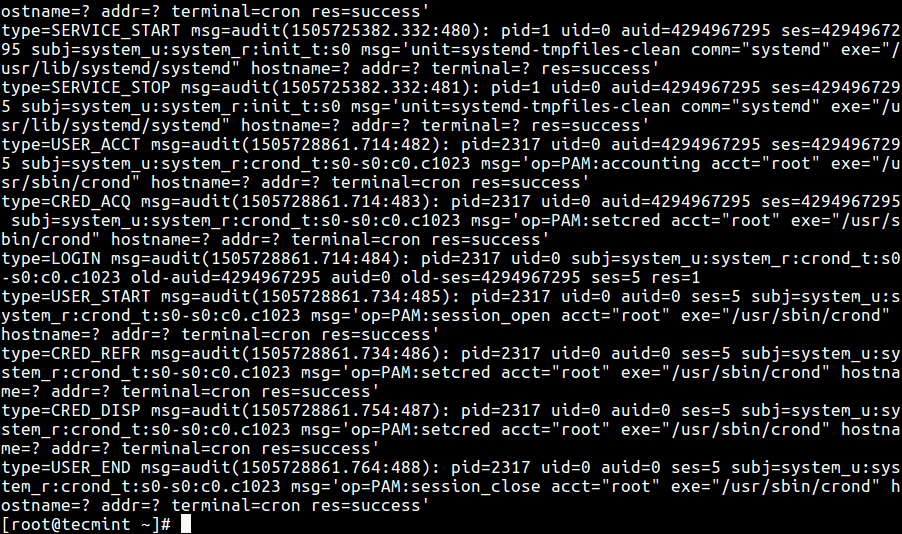 ostname=? addr=? terminal=cron res=success'
type=SERVICE_START msg=audit(1505725382.332:480): pid=1 uid=0 auid=4294967295 ses=42949672
95 subj=system_u:system_r:init_t:s0 msg='unit=systemd-tmpfiles-clean comm="systemd" exe="/
usr/lib/systemd/systemd" hostname=? addr=? terminal=? res=success'
type=SERVICE_STOP msg=audit(1505725382.332:481): pid=1 uid=0 auid=4294967295 ses=429496729
5 subj=system_u:system_r:init_t:s0 msg='unit=systemd-tmpfiles-clean comm="systemd" exe="/u
sr/lib/systemd/systemd" hostname=? addr=? terminal=? res=success'
type=USER_ACCT msg=audit(1505728861.714:482): pid=2317 uid=0 auid=4294967295 ses=429496729
5 subj=system_u:system_r:crond_t:s0-s0:c0.c1023 msg='op=PAM:accounting acct="root" exe="/u
sr/sbin/crond" hostname=? addr=? terminal=cron res=success'
type=CRED_ACQ msg=audit(1505728861.714:483): pid=2317 uid=0 auid=4294967295 ses=4294967295
 subj=system_u:system_r:crond_t:s0-s0:c0.c1023 msg='op=PAM:setcred acct="root" exe="/usr/s
bin/crond" hostname=? addr=? terminal=cron res=success'
type=LOGIN msg=audit(1505728861.714:484): pid=2317 uid=0 subj=system_u:system_r:crond_t:s0
-s0:c0.c1023 old-auid=4294967295 auid=0 old-ses=4294967295 ses=5 res=1
type=USER_START msg=audit(1505728861.734:485): pid=2317 uid=0 auid=0 ses=5 subj=system_u:s
ystem_r:crond_t:s0-s0:c0.c1023 msg='op=PAM:session_open acct="root" exe="/usr/sbin/crond" 
hostname=? addr=? terminal=cron res=success'
type=CRED_REFR msg=audit(1505728861.734:486): pid=2317 uid=0 auid=0 ses=5 subj=system_u:sy
stem_r:crond_t:s0-s0:c0.c1023 msg='op=PAM:setcred acct="root" exe="/usr/sbin/crond" hostna
me=? addr=? terminal=cron res=success'
type=CRED_DISP msg=audit(1505728861.754:487): pid=2317 uid=0 auid=0 ses=5 subj=system_u:sy
stem_r:crond_t:s0-s0:c0.c1023 msg='op=PAM:setcred acct="root" exe="/usr/sbin/crond" hostna
me=? addr=? terminal=cron res=success'
type=USER_END msg=audit(1505728861.764:488): pid=2317 uid=0 auid=0 ses=5 subj=system_u:sys
tem_r:crond_t:s0-s0:c0.c1023 msg='op=PAM:session_close acct="root" exe="/usr/sbin/crond" h
ostname=? addr=? terminal=cron res=success'
[root@tecmint ~]#